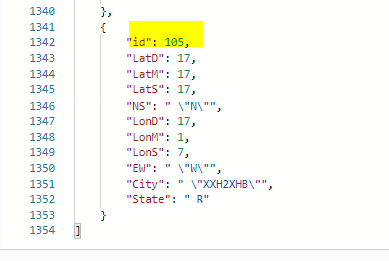 1340 },
1341 {
1342 "id": 105,
1343 "LatD": 17,
1344 "LatM": 17,
1345 "LatS": 17,
1346 "NS": " \"N\"",
1347 "LonD": 17,
1348 "LonM": 1,
1349 "LonS": 7,
1350 "EW": " \"W\"",
1351 "City": " \"XXH2XHB\"",
1352 "State": " R"
1353 }
1354 ]